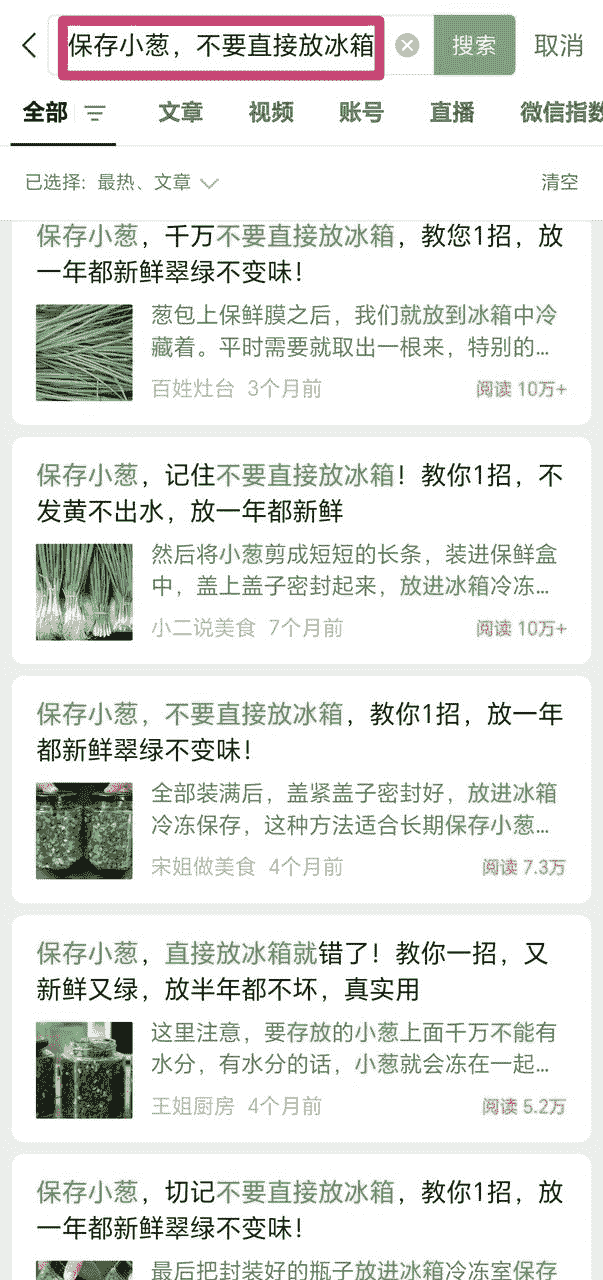 保存小葱，不要直接放冰箱
搜索
取消
全部
文章
视频
账号
直播
微信指数
已选择：最热、文章
清空
保存小葱，千万不要直接放冰箱，教您1招，放
一年都新鲜翠绿不变味！
葱包上保鲜膜之后，我们就放到冰箱中冷
藏着。平时需要就取出一根来，特别的...
百姓灶台 3个月前
阅读 10万+
保存小葱，记住不要直接放冰箱！教你1招，不
发黄不出水，放一年都新鲜
然后将小葱剪成短短的长条，装进保鲜盒
中，盖上盖子密封起来，放进冰箱冷冻...
小二说美食 7个月前
阅读 10万+
保存小葱，不要直接放冰箱，教你1招，放一年
都新鲜翠绿不变味！
全部装满后，盖紧盖子密封好，放进冰箱
冷冻保存，这种方法适合长期保存小葱...
宋姐做美食 4个月前
阅读 7.3万
保存小葱，直接放冰箱就错了！教你一招，又
新鲜又绿，放半年都不坏，真实用
这里注意，要存放的小葱上面千万不能有
水分，有水分的话，小葱就会冻在一起...
王姐厨房 4个月前
阅读 5.2万
保存小葱，切记不要直接放冰箱，教你1招，放
一年都新鲜翠绿不变味！
最后把封装好的瓶子放进冰箱冷冻室保存